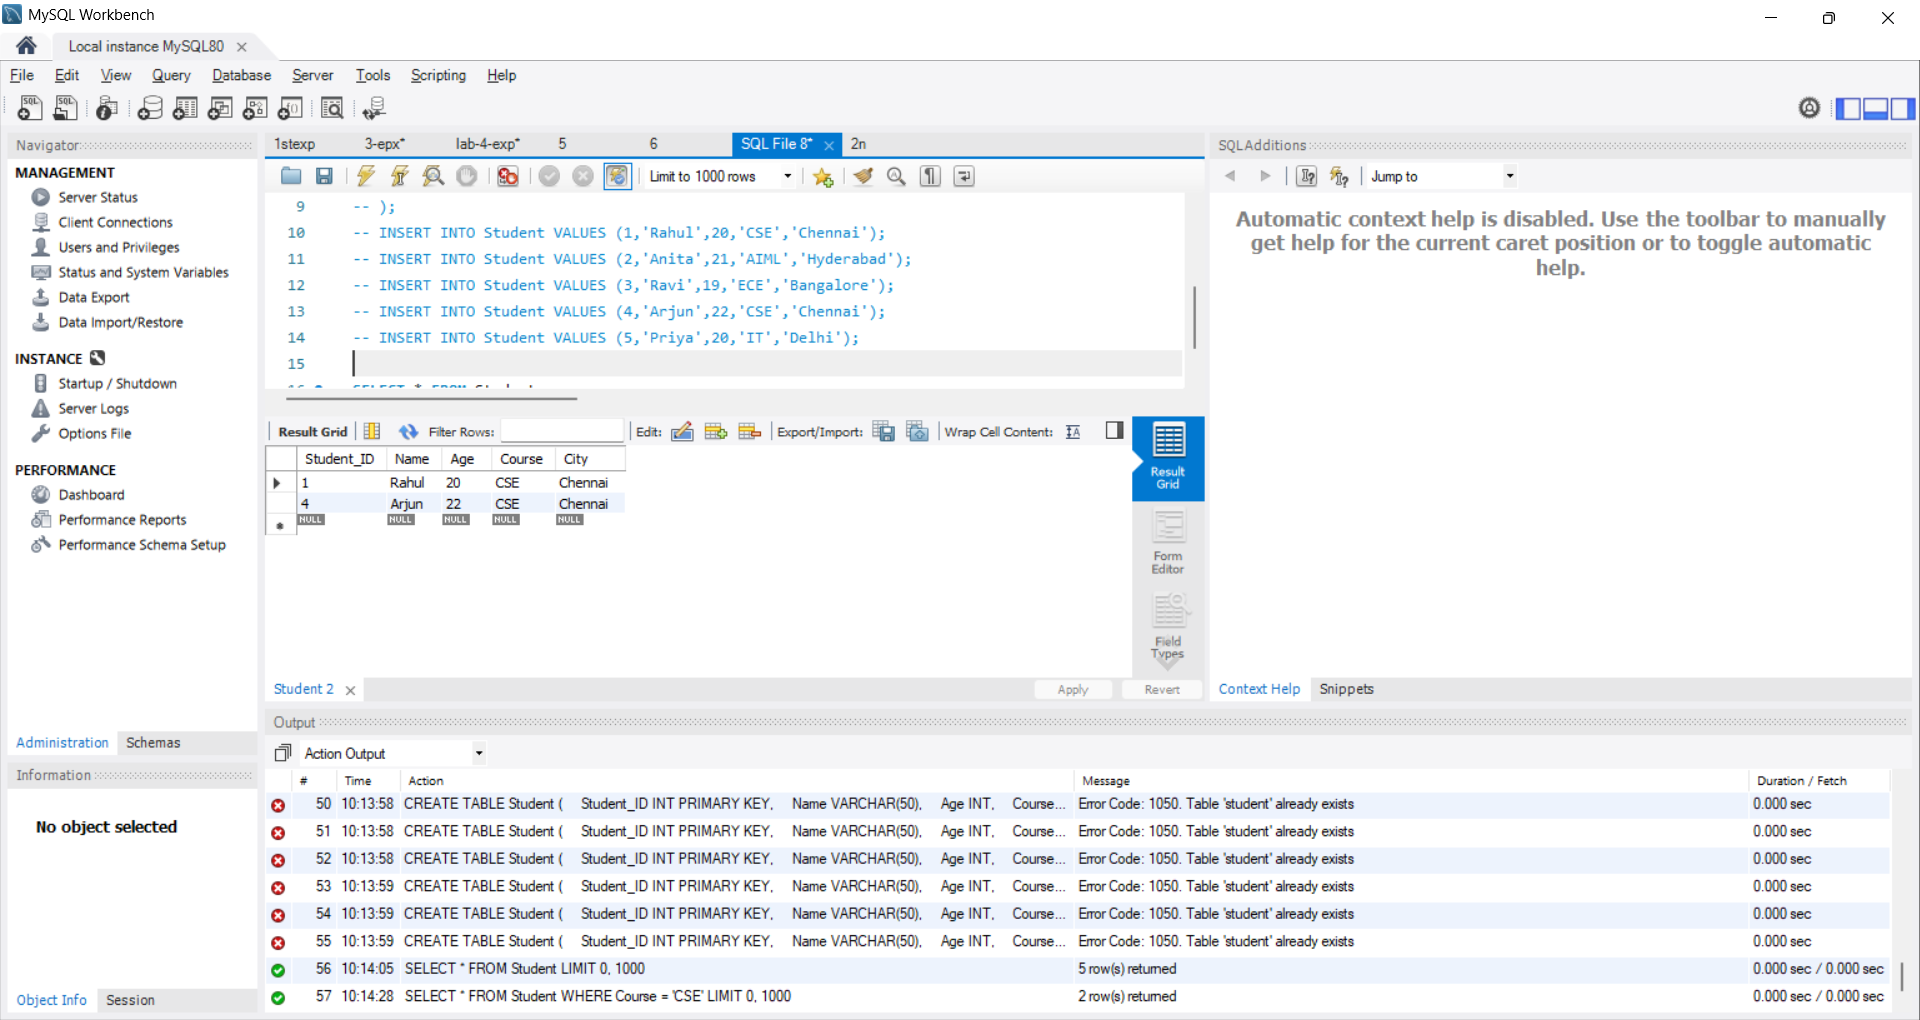 MySQL Workbench
Local instance MySQL80
File Edit View Query Database Server Tools Scripting Help
Navigator
MANAGEMENT
Server Status
Client Connections
Users and Privileges
Status and System Variables
Data Export
Data Import/Restore
INSTANCE
Startup / Shutdown
Server Logs
Options File
PERFORMANCE
Dashboard
Performance Reports
Performance Schema Setup
Administration Schemas
Information
No object selected
Object Info Session
1stexp 3-epx* lab-4-exp* 5 6 SQL File 8* 2n
Limit to 1000 rows
9 -- );
10 -- INSERT INTO Student VALUES (1,'Rahul',20,'CSE','Chennai');
11 -- INSERT INTO Student VALUES (2,'Anita',21,'AIML','Hyderabad');
12 -- INSERT INTO Student VALUES (3,'Ravi',19,'ECE','Bangalore');
13 -- INSERT INTO Student VALUES (4,'Arjun',22,'CSE','Chennai');
14 -- INSERT INTO Student VALUES (5,'Priya',20,'IT','Delhi');
15
16 SELECT * FROM Student
Result Grid Filter Rows: Edit: Export/Import: Wrap Cell Content:
Student_ID Name Age Course City
1 Rahul 20 CSE Chennai
4 Arjun 22 CSE Chennai
NULL NULL NULL NULL NULL
Result Grid
Form Editor
Field Types
Student 2 Apply Revert
SQLAdditions
Jump to
Automatic context help is disabled. Use the toolbar to manually
get help for the current caret position or to toggle automatic
help.
Context Help Snippets
Output
Action Output
# Time Action Message Duration / Fetch
50 10:13:58 CREATE TABLE Student ( Student_ID INT PRIMARY KEY, Name VARCHAR(50), Age INT, Course... Error Code: 1050. Table 'student' already exists 0.000 sec
51 10:13:58 CREATE TABLE Student ( Student_ID INT PRIMARY KEY, Name VARCHAR(50), Age INT, Course... Error Code: 1050. Table 'student' already exists 0.000 sec
52 10:13:58 CREATE TABLE Student ( Student_ID INT PRIMARY KEY, Name VARCHAR(50), Age INT, Course... Error Code: 1050. Table 'student' already exists 0.000 sec
53 10:13:59 CREATE TABLE Student ( Student_ID INT PRIMARY KEY, Name VARCHAR(50), Age INT, Course... Error Code: 1050. Table 'student' already exists 0.000 sec
54 10:13:59 CREATE TABLE Student ( Student_ID INT PRIMARY KEY, Name VARCHAR(50), Age INT, Course... Error Code: 1050. Table 'student' already exists 0.000 sec
55 10:13:59 CREATE TABLE Student ( Student_ID INT PRIMARY KEY, Name VARCHAR(50), Age INT, Course... Error Code: 1050. Table 'student' already exists 0.000 sec
56 10:14:05 SELECT * FROM Student LIMIT 0, 1000 5 row(s) returned 0.000 sec / 0.000 sec
57 10:14:28 SELECT * FROM Student WHERE Course = 'CSE' LIMIT 0, 1000 2 row(s) returned 0.000 sec / 0.000 sec